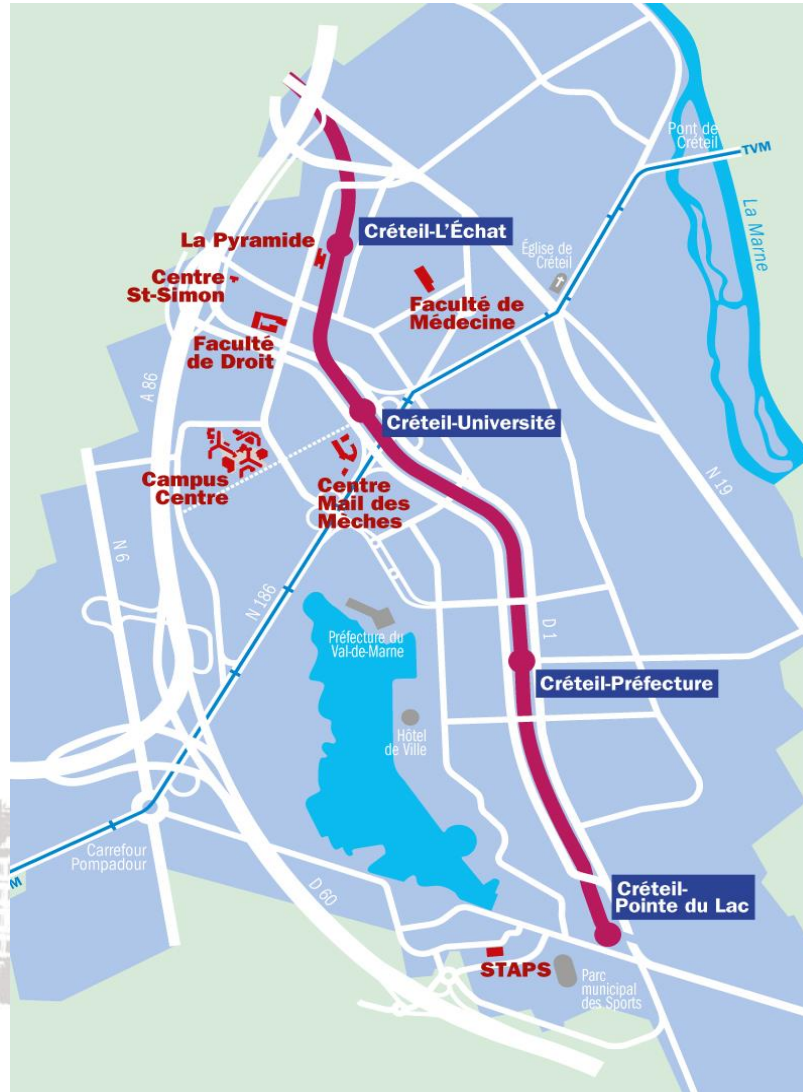 Pont de
Créteil
TVM
La Marne
Créteil-L'Échat
La Pyramide
Église de
Créteil
Centre
St-Simon
Faculté de
Médecine
Faculté
de Droit
A 86
Créteil-Université
Campus
Centre
Centre
Mail des
Mèches
N 19
N 6
N 186
D 1
Préfecture du
Val-de-Marne
Créteil-Préfecture
Hôtel
de Ville
Carrefour
Pompadour
M
D 60
Créteil-
Pointe du Lac
STAPS
Parc
municipal
des Sports